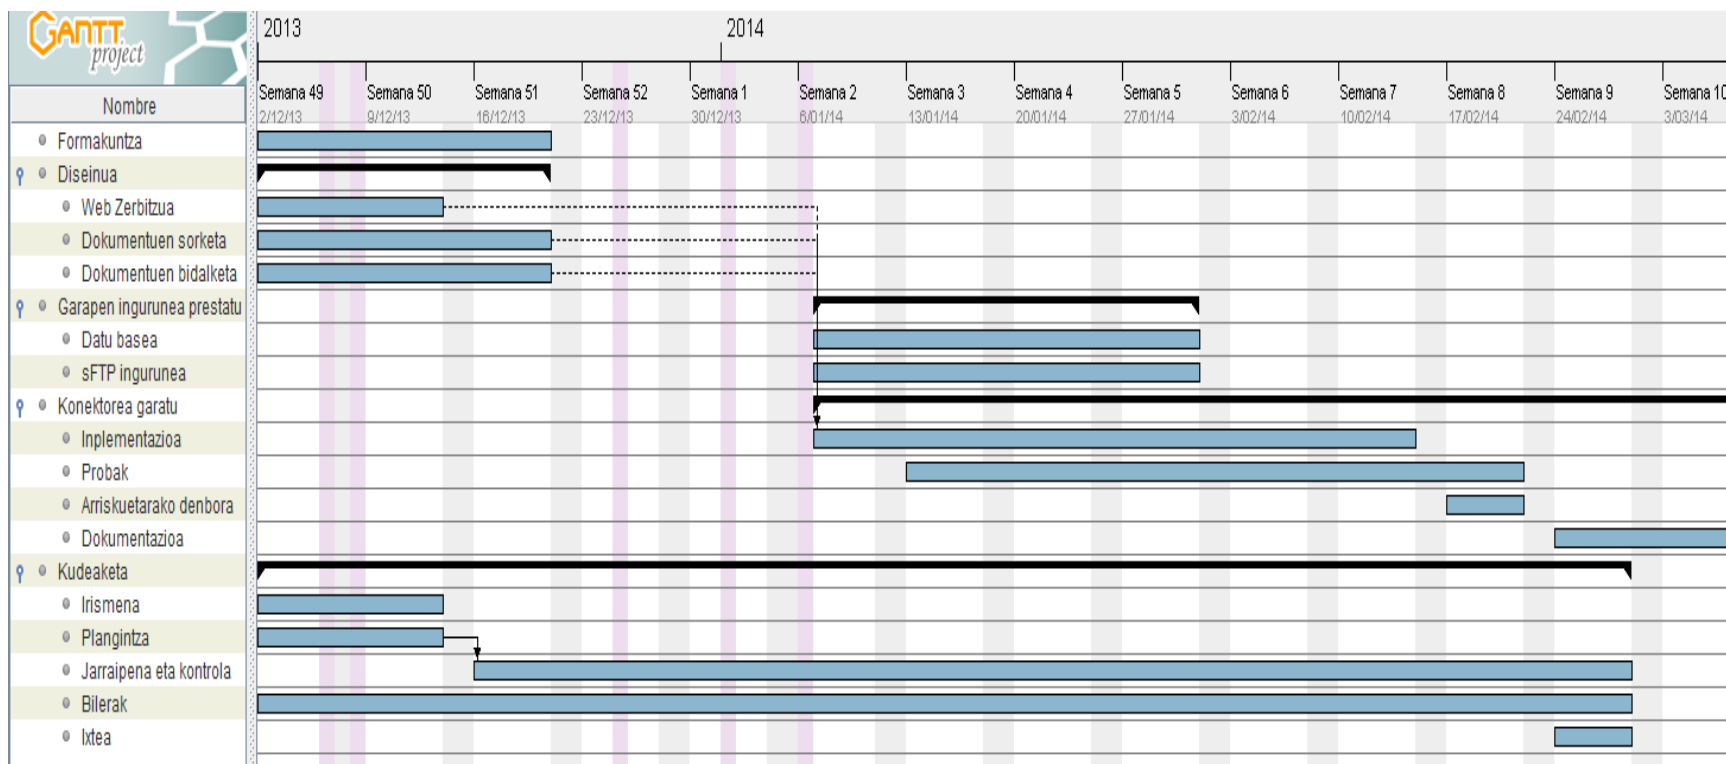 GANTT
project
2013 2014
Semana 49 Semana 50 Semana 51 Semana 52 Semana 1 Semana 2 Semana 3 Semana 4 Semana 5 Semana 6 Semana 7 Semana 8 Semana 9 Semana 10
2/12/13 9/12/13 16/12/13 23/12/13 30/12/13 6/01/14 13/01/14 20/01/14 27/01/14 3/02/14 10/02/14 17/02/14 24/02/14 3/03/14
Nombre
Formakuntza
Diseinua
Web Zerbitzua
Dokumentuen sorketa
Dokumentuen bidalketa
Garapen ingurunea prestatu
Datu basea
sFTP ingurunea
Konektorea garatu
Inplementazioa
Probak
Arriskuetarako denbora
Dokumentazioa
Kudeaketa
Irismena
Plangintza
Jarraipena eta kontrola
Bilerak
Ixtea